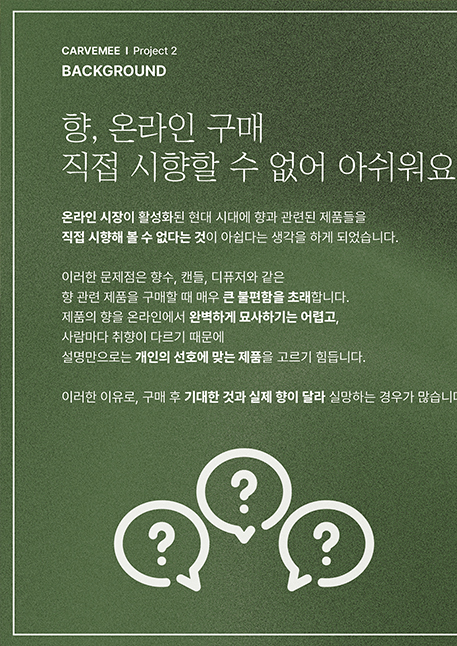 CARVEMEE I Project 2
BACKGROUND
향, 온라인 구매
직접 시향할 수 없어 아쉬워요
온라인 시장이 활성화된 현대 시대에 향과 관련된 제품들을
직접 시향해 볼 수 없다는 것이 아쉽다는 생각을 하게 되었습니다.
이러한 문제점은 향수, 캔들, 디퓨저와 같은
향 관련 제품을 구매할 때 매우 큰 불편함을 초래합니다.
제품의 향을 온라인에서 완벽하게 묘사하기는 어렵고,
사람마다 취향이 다르기 때문에
설명만으로는 개인의 선호에 맞는 제품을 고르기 힘듭니다.
이러한 이유로, 구매 후 기대한 것과 실제 향이 달라 실망하는 경우가 많습니
? ? ?